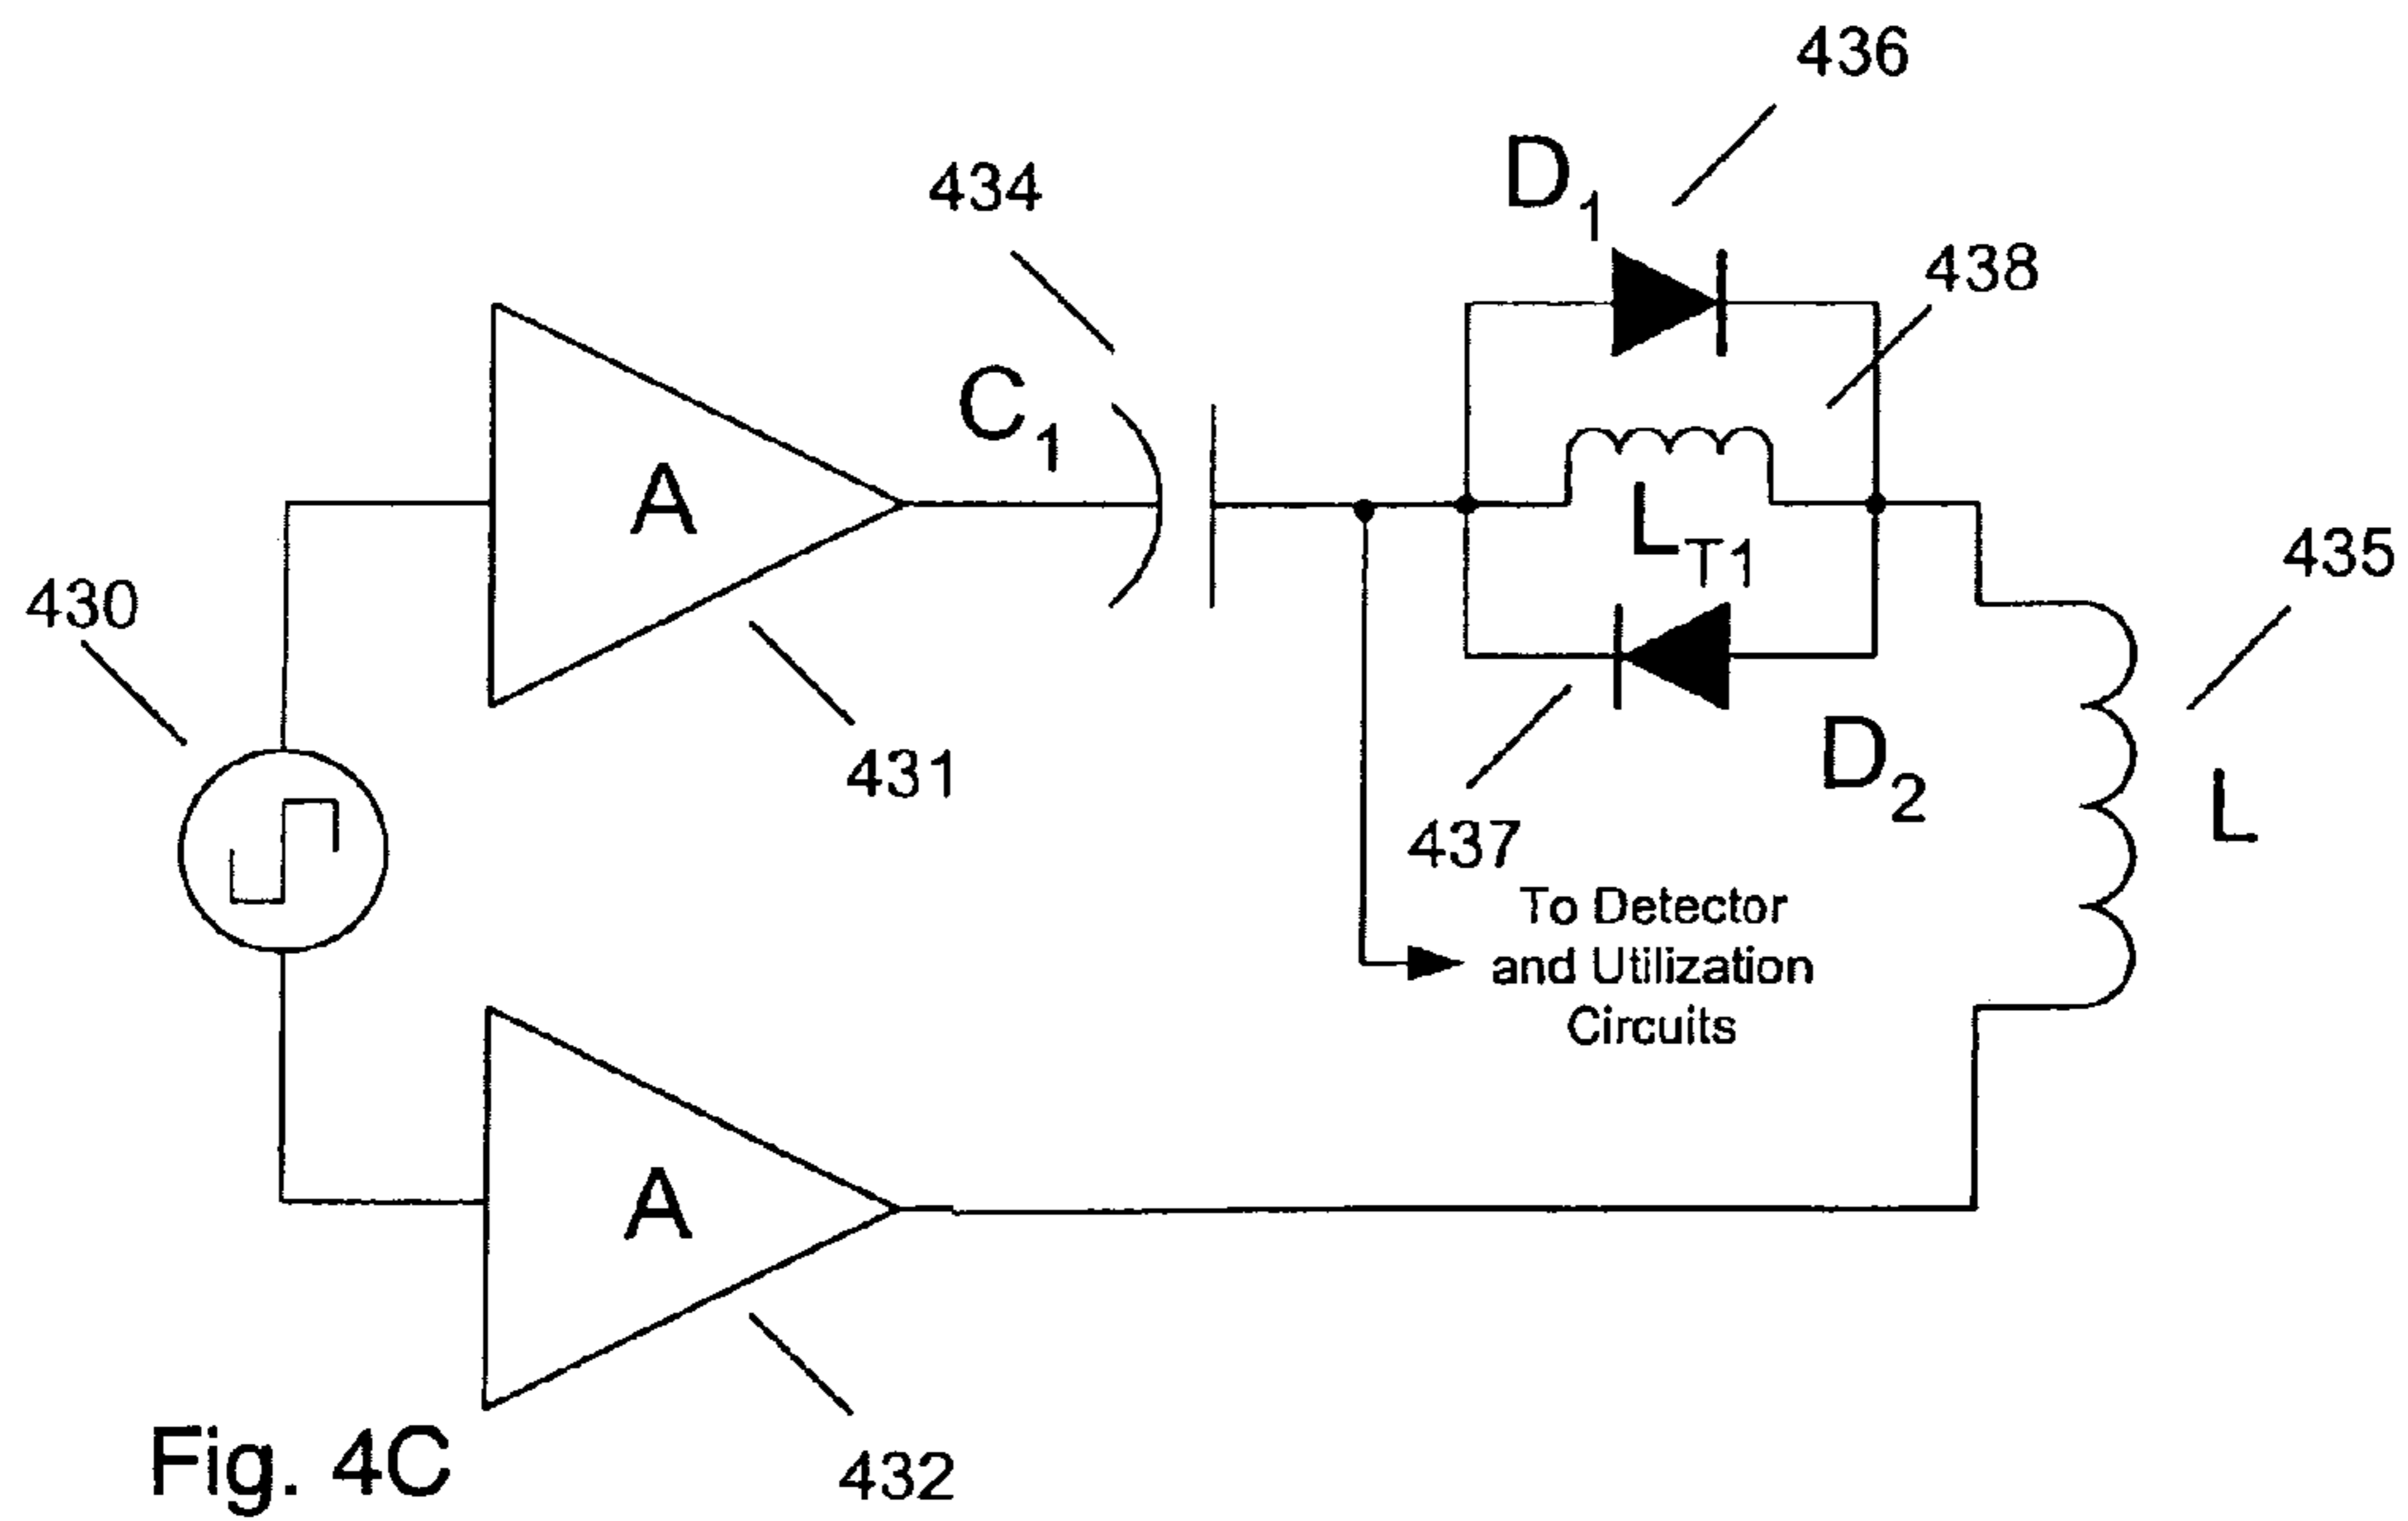 436
D1
434
438
C1
A
LT1
435
430
431
D2
L
437
To Detector
and Utilization
Circuits
A
Fig. 4C
432